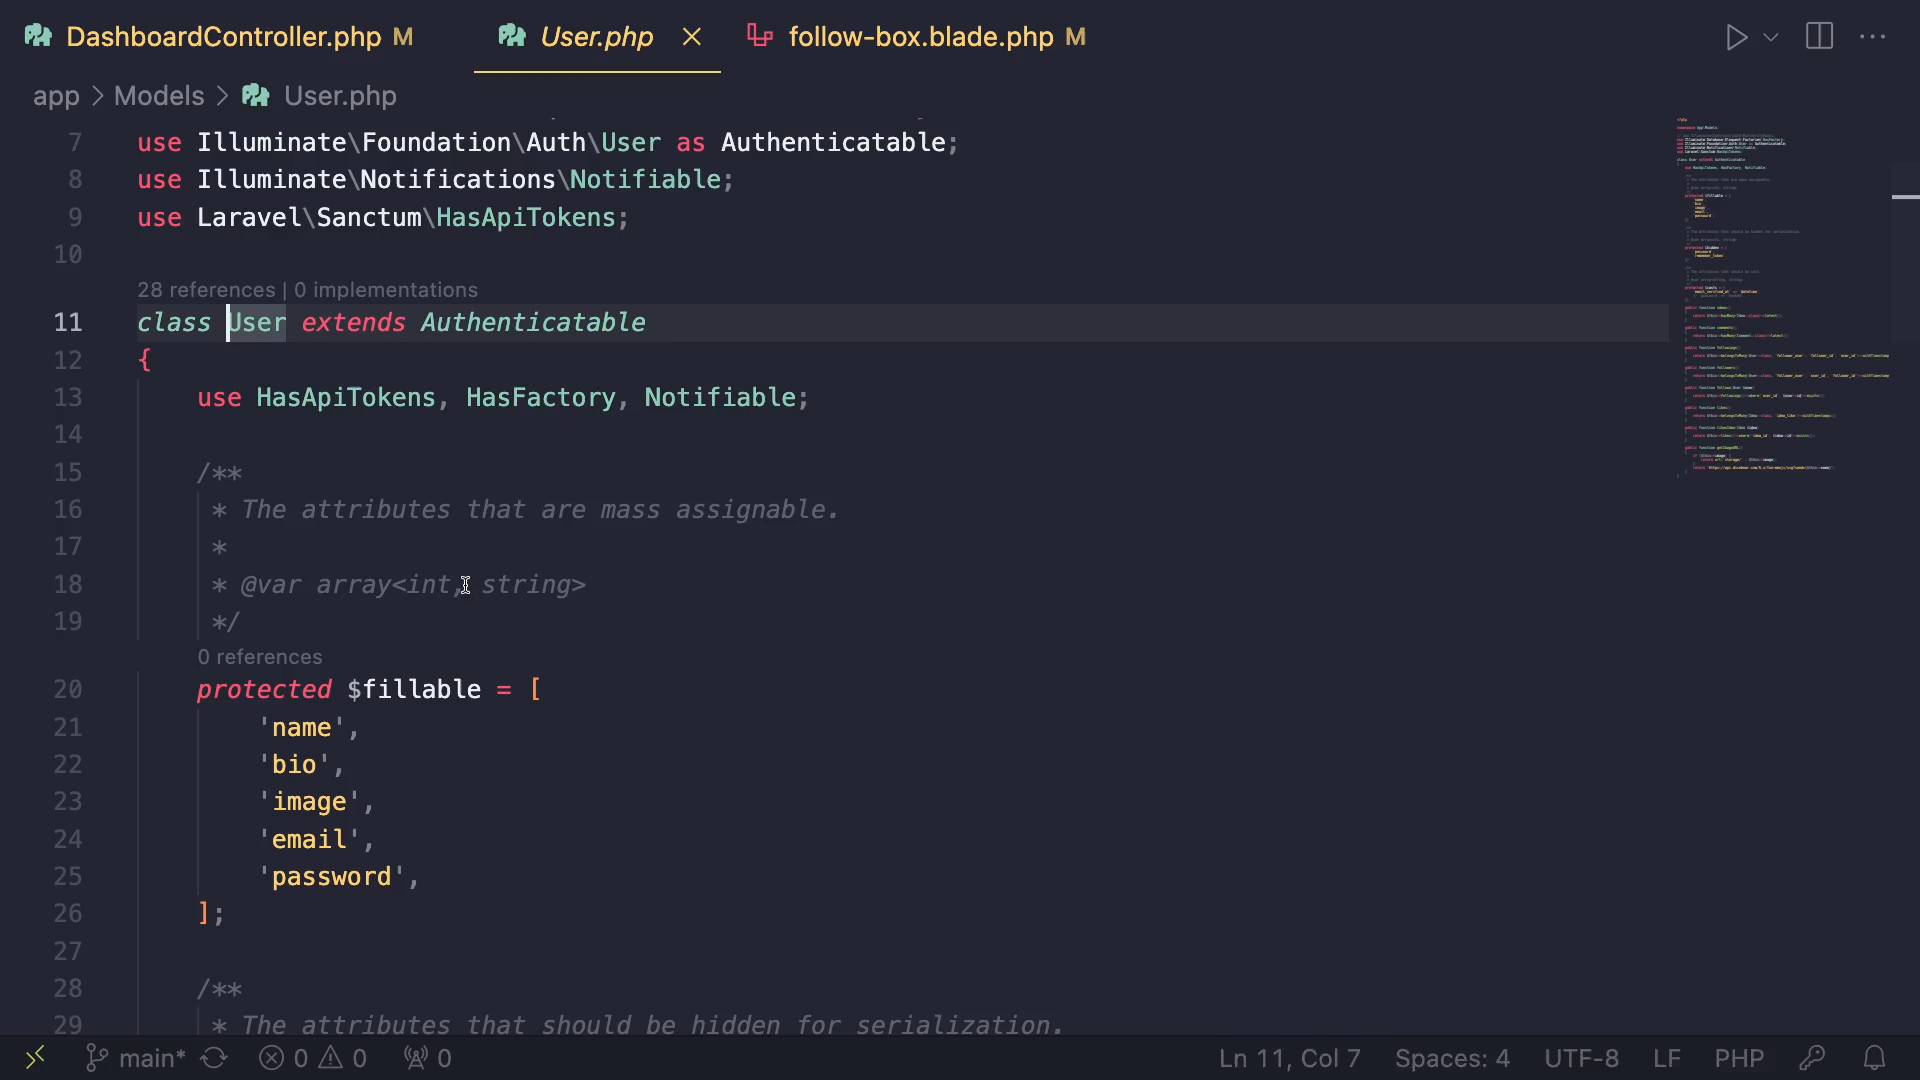 DashboardController.php M User.php follow-box.blade.php M
app > Models > User.php
7 use Illuminate\Foundation\Auth\User as Authenticatable;
8 use Illuminate\Notifications\Notifiable;
9 use Laravel\Sanctum\HasApiTokens;
10
28 references | 0 implementations
11 class User extends Authenticatable
12 {
13 use HasApiTokens, HasFactory, Notifiable;
14
15 /**
16 * The attributes that are mass assignable.
17 *
18 * @var array<int, string>
19 */
0 references
20 protected $fillable = [
21 'name',
22 'bio',
23 'image',
24 'email',
25 'password',
26 ];
27
28 /**
29 * The attributes that should be hidden for serialization.
main* 0 0 0 Ln 11, Col 7 Spaces: 4 UTF-8 LF PHP